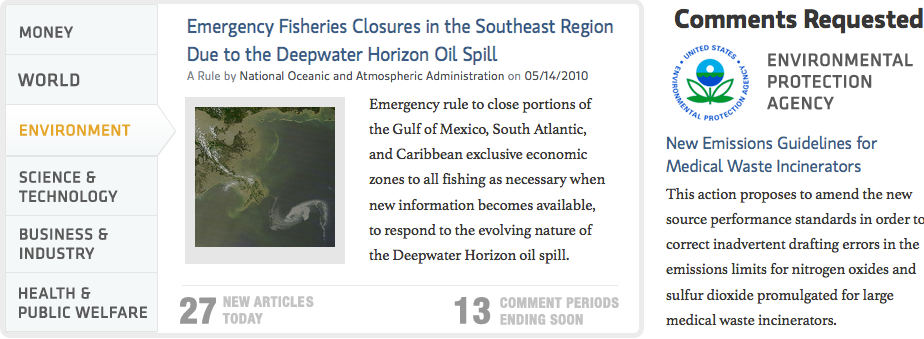 MONEY
WORLD
ENVIRONMENT
SCIENCE &
TECHNOLOGY
BUSINESS &
INDUSTRY
HEALTH &
PUBLIC WELFARE
Emergency Fisheries Closures in the Southeast Region
Due to the Deepwater Horizon Oil Spill
A Rule by National Oceanic and Atmospheric Administration on 05/14/2010
Emergency rule to close portions of
the Gulf of Mexico, South Atlantic,
and Caribbean exclusive economic
zones to all fishing as necessary when
new information becomes available,
to respond to the evolving nature of
the Deepwater Horizon oil spill.
27 NEW ARTICLES
TODAY
13 COMMENT PERIODS
ENDING SOON
Comments Requested
UNITED STATES
ENVIRONMENTAL PROTECTION AGENCY
ENVIRONMENTAL
PROTECTION
AGENCY
New Emissions Guidelines for
Medical Waste Incinerators
This action proposes to amend the new
source performance standards in order to
correct inadvertent drafting errors in the
emissions limits for nitrogen oxides and
sulfur dioxide promulgated for large
medical waste incinerators.